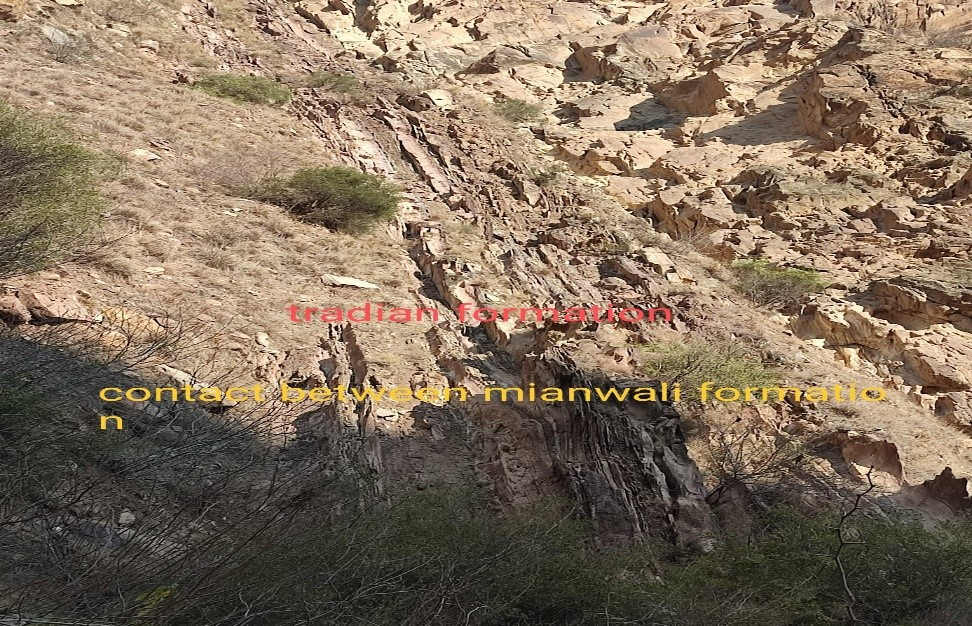 tradian formation
contact between mianwali formatio
n